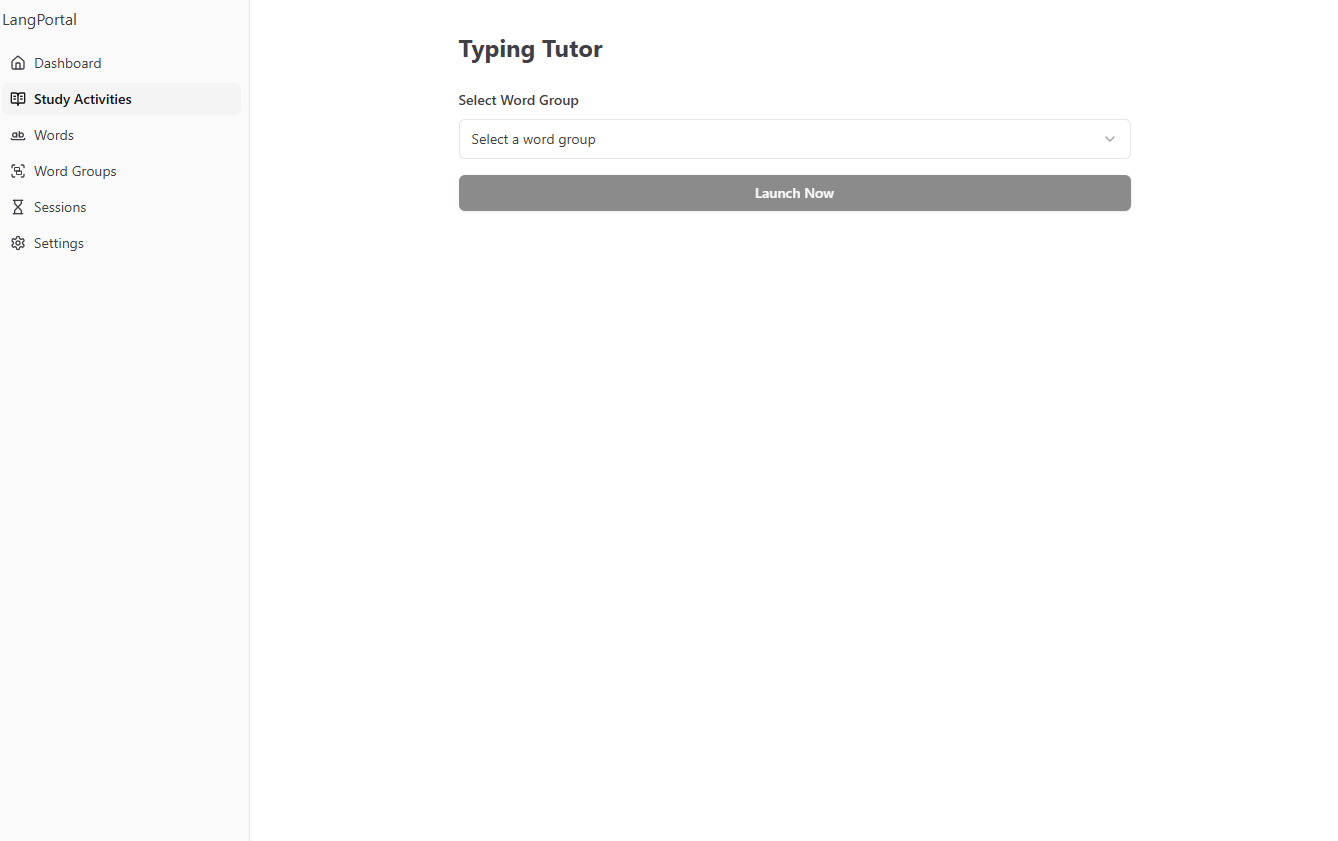 LangPortal
Dashboard
Study Activities
Words
Word Groups
Sessions
Settings
Typing Tutor
Select Word Group
Select a word group
Launch Now